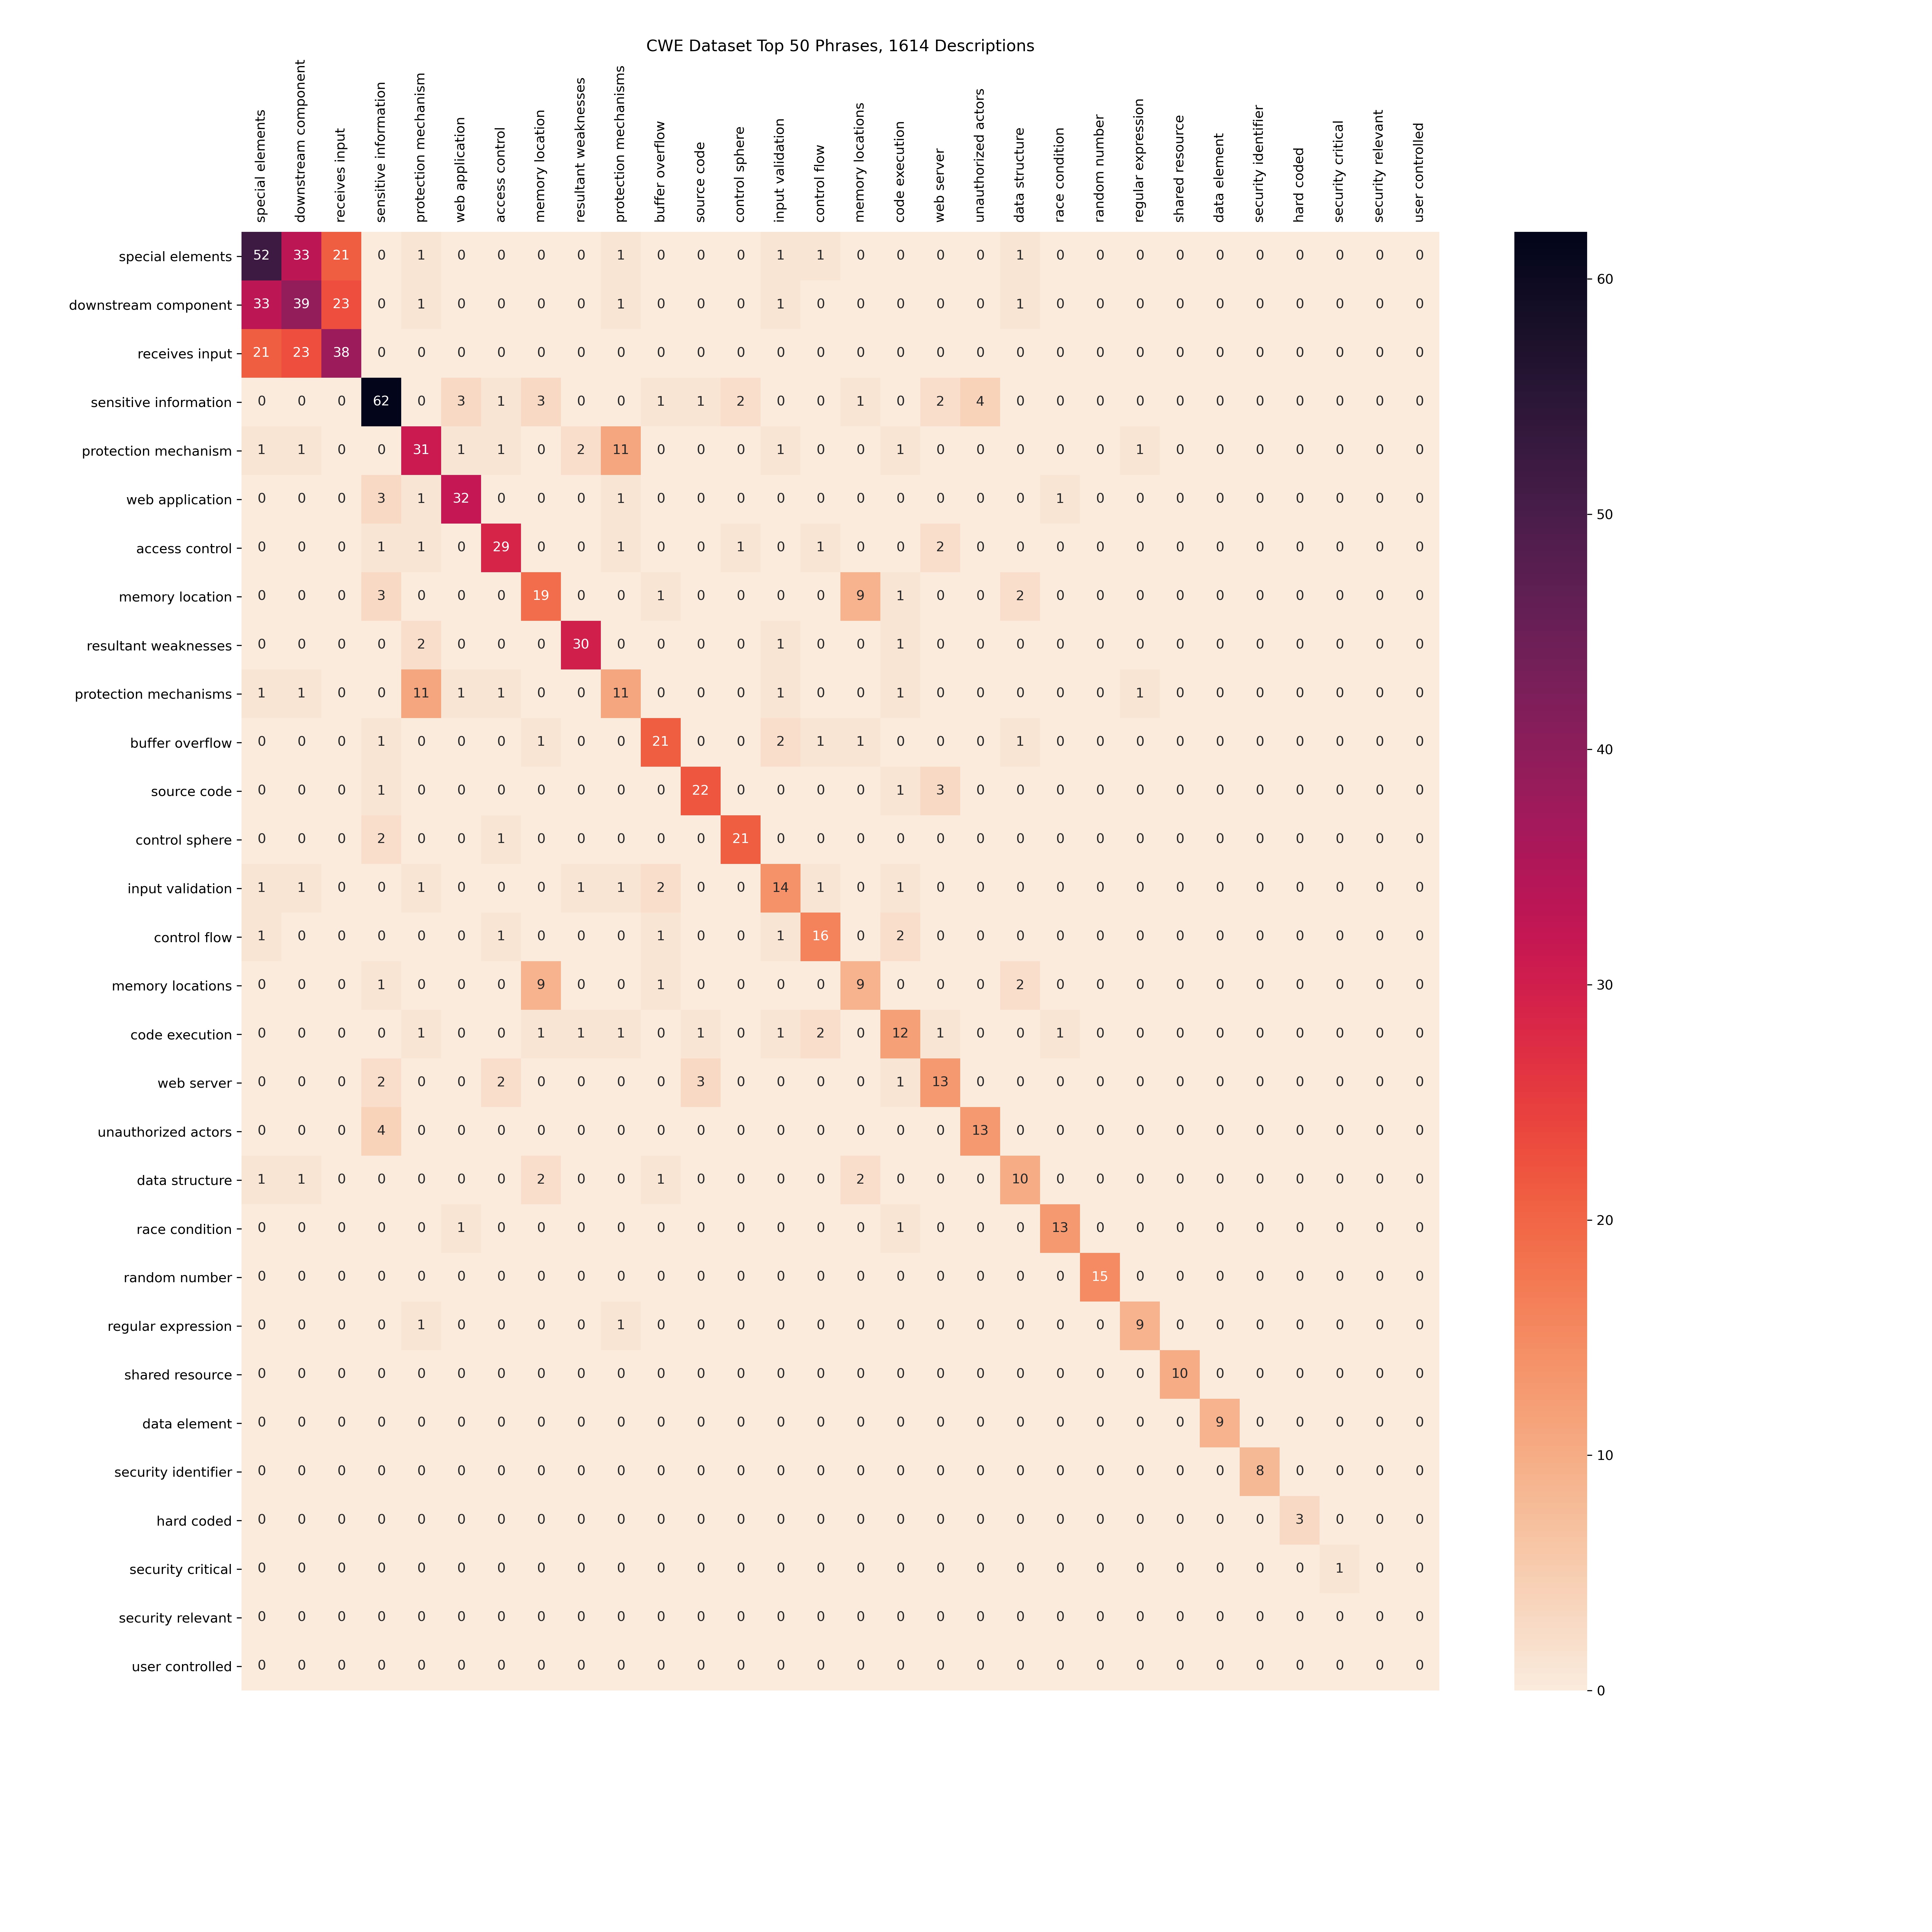 CWE Dataset Top 50 Phrases, 1614 Descriptions
special elements
downstream component
receives input
sensitive information
protection mechanism
web application
access control
memory location
resultant weaknesses
protection mechanisms
buffer overflow
source code
control sphere
input validation
control flow
memory locations
code execution
web server
unauthorized actors
data structure
race condition
random number
regular expression
shared resource
data element
security identifier
hard coded
security critical
security relevant
user controlled
special elements 52 33 21 0 1 0 0 0 0 1 0 0 0 1 1 0 0 0 0 1 0 0 0 0 0 0 0 0 0 0
downstream component 33 39 23 0 1 0 0 0 0 1 0 0 0 1 0 0 0 0 0 1 0 0 0 0 0 0 0 0 0 0
receives input 21 23 38 0 0 0 0 0 0 0 0 0 0 0 0 0 0 0 0 0 0 0 0 0 0 0 0 0 0 0
sensitive information 0 0 0 62 0 3 1 3 0 0 1 1 2 0 0 1 0 2 4 0 0 0 0 0 0 0 0 0 0 0
protection mechanism 1 1 0 0 31 1 1 0 2 11 0 0 0 1 0 0 1 0 0 0 0 0 1 0 0 0 0 0 0 0
web application 0 0 0 3 1 32 0 0 0 1 0 0 0 0 0 0 0 0 0 0 1 0 0 0 0 0 0 0 0 0
access control 0 0 0 1 1 0 29 0 0 1 0 0 1 0 1 0 0 2 0 0 0 0 0 0 0 0 0 0 0 0
memory location 0 0 0 3 0 0 0 19 0 0 1 0 0 0 0 9 1 0 0 2 0 0 0 0 0 0 0 0 0 0
resultant weaknesses 0 0 0 0 2 0 0 0 30 0 0 0 0 1 0 0 1 0 0 0 0 0 0 0 0 0 0 0 0 0
protection mechanisms 1 1 0 0 11 1 1 0 0 11 0 0 0 1 0 0 1 0 0 0 0 0 1 0 0 0 0 0 0 0
buffer overflow 0 0 0 1 0 0 0 1 0 0 21 0 0 2 1 1 0 0 0 1 0 0 0 0 0 0 0 0 0 0
source code 0 0 0 1 0 0 0 0 0 0 0 22 0 0 0 0 1 3 0 0 0 0 0 0 0 0 0 0 0 0
control sphere 0 0 0 2 0 0 1 0 0 0 0 0 21 0 0 0 0 0 0 0 0 0 0 0 0 0 0 0 0 0
input validation 1 1 0 0 1 0 0 0 1 1 2 0 0 14 1 0 1 0 0 0 0 0 0 0 0 0 0 0 0 0
control flow 1 0 0 0 0 0 1 0 0 0 1 0 0 1 16 0 2 0 0 0 0 0 0 0 0 0 0 0 0 0
memory locations 0 0 0 1 0 0 0 9 0 0 1 0 0 0 0 9 0 0 0 2 0 0 0 0 0 0 0 0 0 0
code execution 0 0 0 0 1 0 0 1 1 1 0 1 0 1 2 0 12 1 0 0 1 0 0 0 0 0 0 0 0 0
web server 0 0 0 2 0 0 2 0 0 0 0 3 0 0 0 0 1 13 0 0 0 0 0 0 0 0 0 0 0 0
unauthorized actors 0 0 0 4 0 0 0 0 0 0 0 0 0 0 0 0 0 0 13 0 0 0 0 0 0 0 0 0 0 0
data structure 1 1 0 0 0 0 0 2 0 0 1 0 0 0 0 2 0 0 0 10 0 0 0 0 0 0 0 0 0 0
race condition 0 0 0 0 0 1 0 0 0 0 0 0 0 0 0 0 1 0 0 0 13 0 0 0 0 0 0 0 0 0
random number 0 0 0 0 0 0 0 0 0 0 0 0 0 0 0 0 0 0 0 0 0 15 0 0 0 0 0 0 0 0
regular expression 0 0 0 0 1 0 0 0 0 1 0 0 0 0 0 0 0 0 0 0 0 0 9 0 0 0 0 0 0 0
shared resource 0 0 0 0 0 0 0 0 0 0 0 0 0 0 0 0 0 0 0 0 0 0 0 10 0 0 0 0 0 0
data element 0 0 0 0 0 0 0 0 0 0 0 0 0 0 0 0 0 0 0 0 0 0 0 0 9 0 0 0 0 0
security identifier 0 0 0 0 0 0 0 0 0 0 0 0 0 0 0 0 0 0 0 0 0 0 0 0 0 8 0 0 0 0
hard coded 0 0 0 0 0 0 0 0 0 0 0 0 0 0 0 0 0 0 0 0 0 0 0 0 0 0 3 0 0 0
security critical 0 0 0 0 0 0 0 0 0 0 0 0 0 0 0 0 0 0 0 0 0 0 0 0 0 0 0 1 0 0
security relevant 0 0 0 0 0 0 0 0 0 0 0 0 0 0 0 0 0 0 0 0 0 0 0 0 0 0 0 0 0 0
user controlled 0 0 0 0 0 0 0 0 0 0 0 0 0 0 0 0 0 0 0 0 0 0 0 0 0 0 0 0 0 0
60
50
40
30
20
10
0